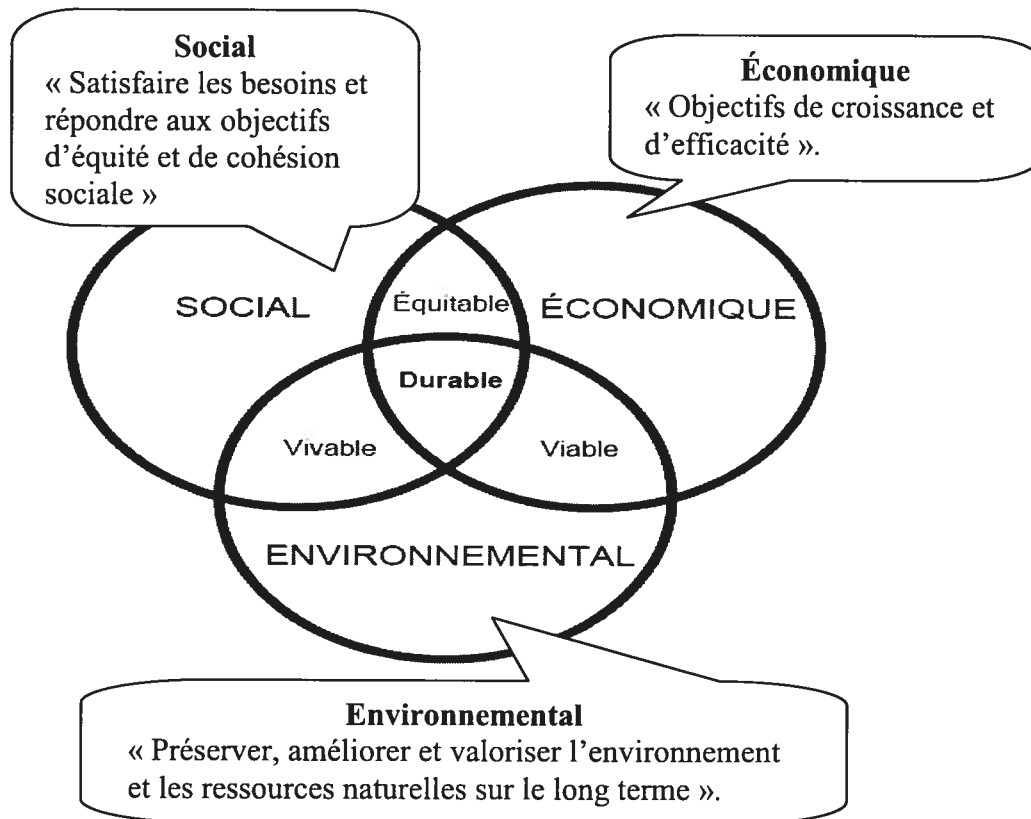 Social
« Satisfaire les besoins et
répondre aux objectifs
d'équité et de cohésion
sociale »
Économique
« Objectifs de croissance et
d'efficacité ».
SOCIAL
Équitable
ÉCONOMIQUE
Durable
Vivable
Viable
ENVIRONNEMENTAL
Environnemental
« Préserver, améliorer et valoriser l'environnement
et les ressources naturelles sur le long terme ».